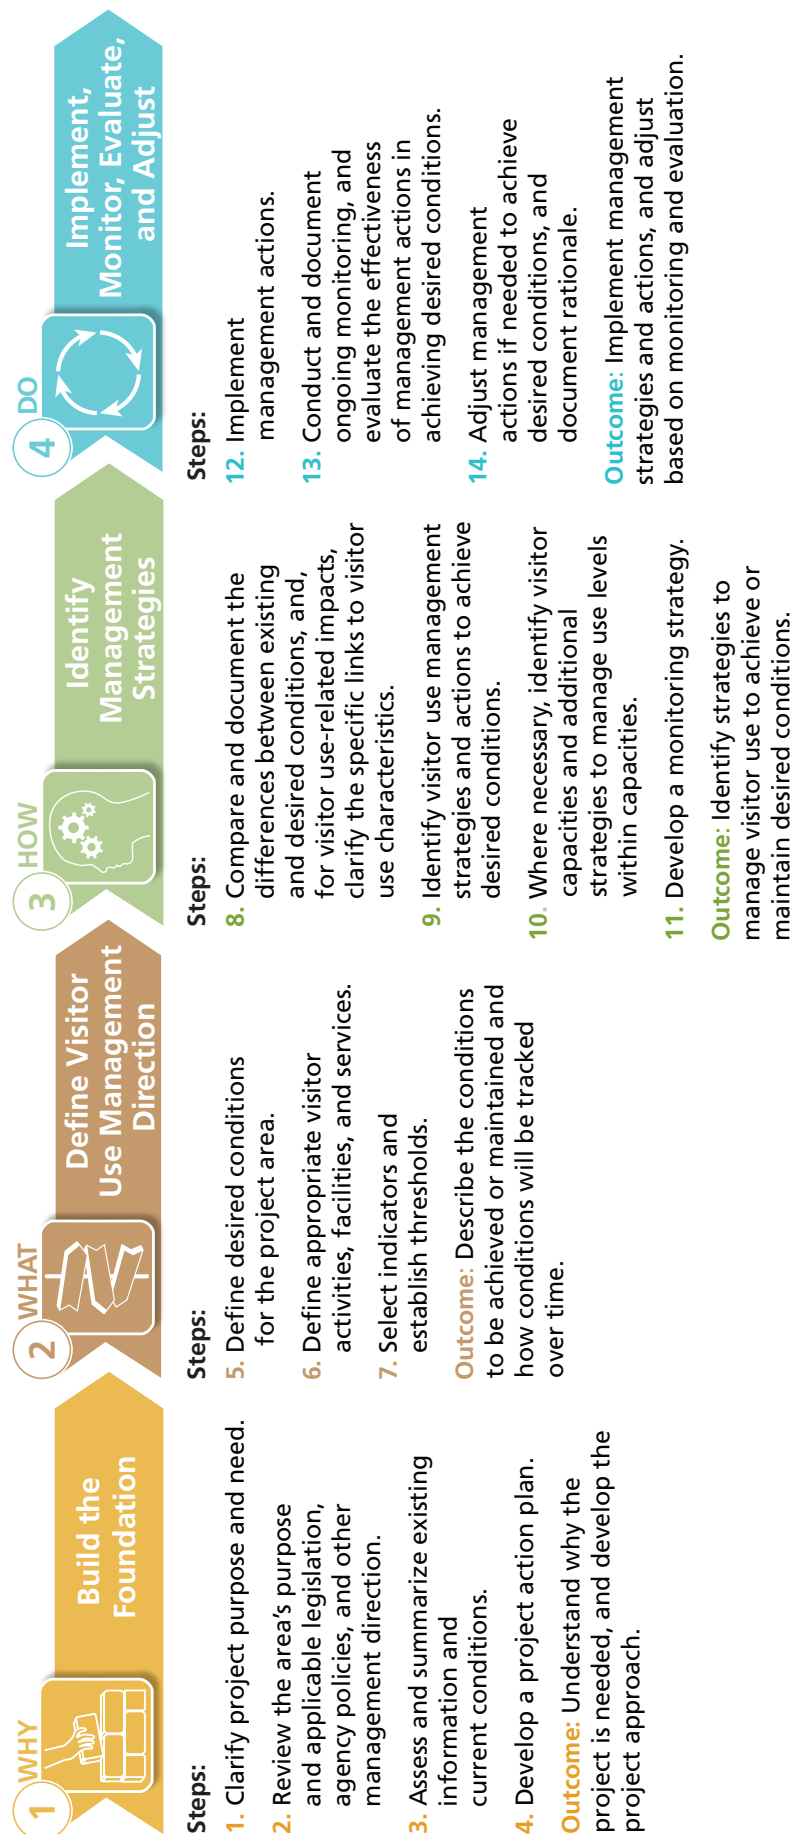 1
WHY
Build the
Foundation
Steps:
1. Clarify project purpose and need.
2. Review the area's purpose
and applicable legislation,
agency policies, and other
management direction.
3. Assess and summarize existing
information and
current conditions.
4. Develop a project action plan.
Outcome: Understand why the
project is needed, and develop the
project approach.
2
WHAT
Define Visitor
Use Management
Direction
Steps:
5. Define desired conditions
for the project area.
6. Define appropriate visitor
activities, facilities, and services.
7. Select indicators and
establish thresholds.
Outcome: Describe the conditions
to be achieved or maintained and
how conditions will be tracked
over time.
3
HOW
Identify
Management
Strategies
Steps:
8. Compare and document the
differences between existing
and desired conditions, and,
for visitor use-related impacts,
clarify the specific links to visitor
use characteristics.
9. Identify visitor use management
strategies and actions to achieve
desired conditions.
10. Where necessary, identify visitor
capacities and additional
strategies to manage use levels
within capacities.
11. Develop a monitoring strategy.
Outcome: Identify strategies to
manage visitor use to achieve or
maintain desired conditions.
4
DO
Implement,
Monitor, Evaluate,
and Adjust
Steps:
12. Implement
management actions.
13. Conduct and document
ongoing monitoring, and
evaluate the effectiveness
of management actions in
achieving desired conditions.
14. Adjust management
actions if needed to achieve
desired conditions, and
document rationale.
Outcome: Implement management
strategies and actions, and adjust
based on monitoring and evaluation.